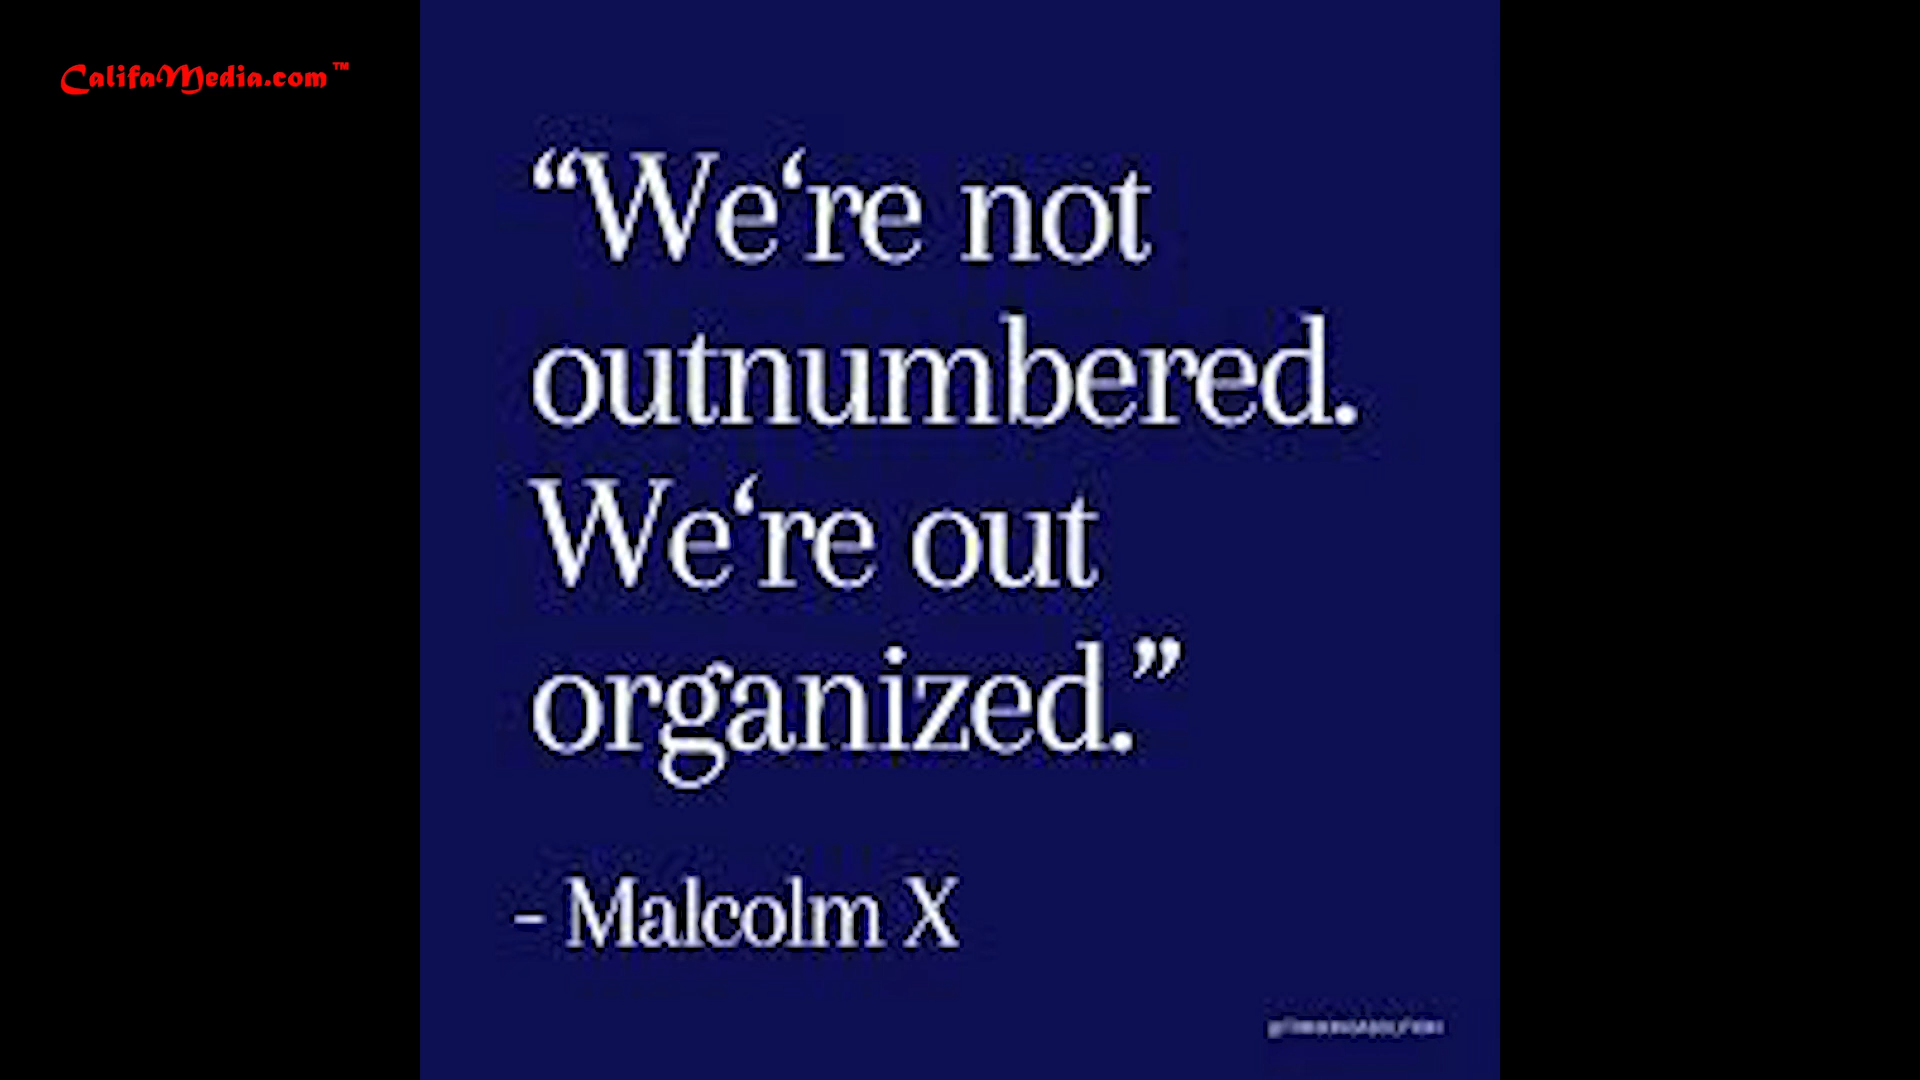 CalifaMedia.com™
“We‘re not
outnumbered.
We‘re out
organized.”
- Malcolm X